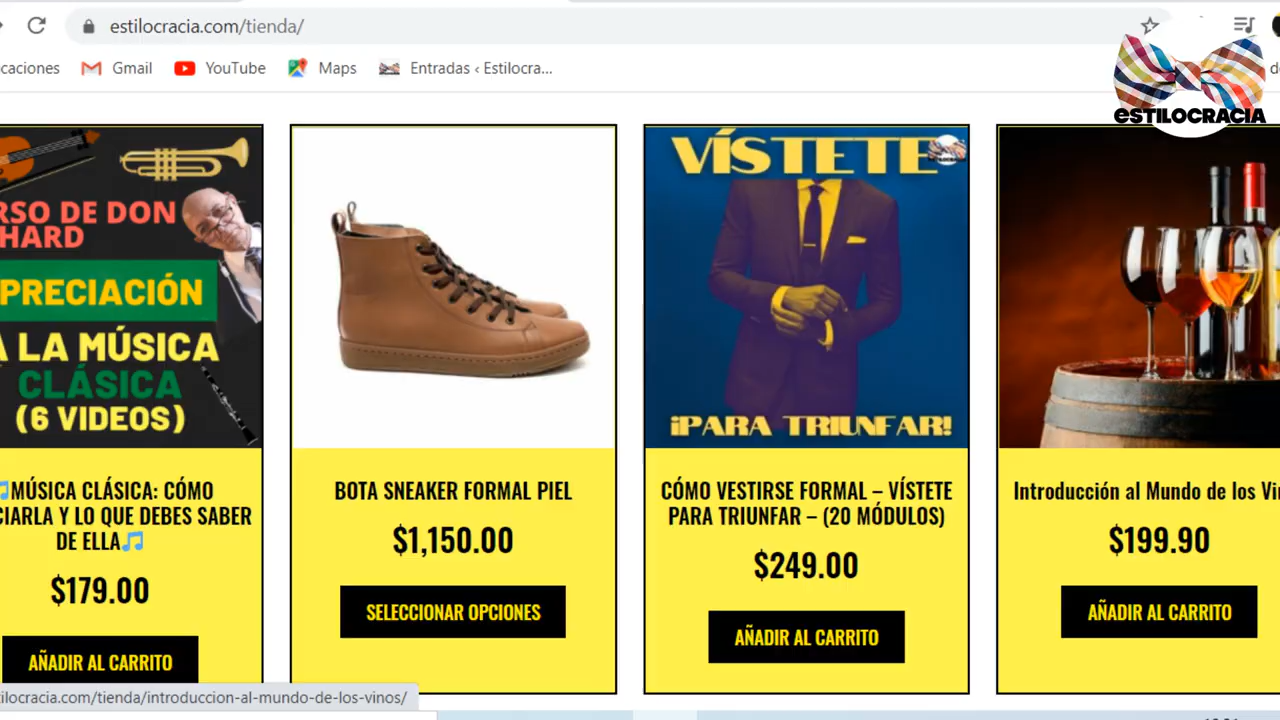 estilocracia.com/tienda/
caciones
Gmail
YouTube
Maps
Entradas ‹ Estilocra...
ESTILOCRACIA
RSO DE DON
HARD
PRECIACIÓN
A LA MÚSICA
CLÁSICA
(6 VIDEOS)
🎵MÚSICA CLÁSICA: CÓMO
CIARLA Y LO QUE DEBES SABER
DE ELLA🎵
$179.00
AÑADIR AL CARRITO
BOTA SNEAKER FORMAL PIEL
$1,150.00
SELECCIONAR OPCIONES
VÍSTETE
¡PARA TRIUNFAR!
CÓMO VESTIRSE FORMAL – VÍSTETE
PARA TRIUNFAR – (20 MÓDULOS)
$249.00
AÑADIR AL CARRITO
Introducción al Mundo de los Vin
$199.90
AÑADIR AL CARRITO
tilocracia.com/tienda/introduccion-al-mundo-de-los-vinos/